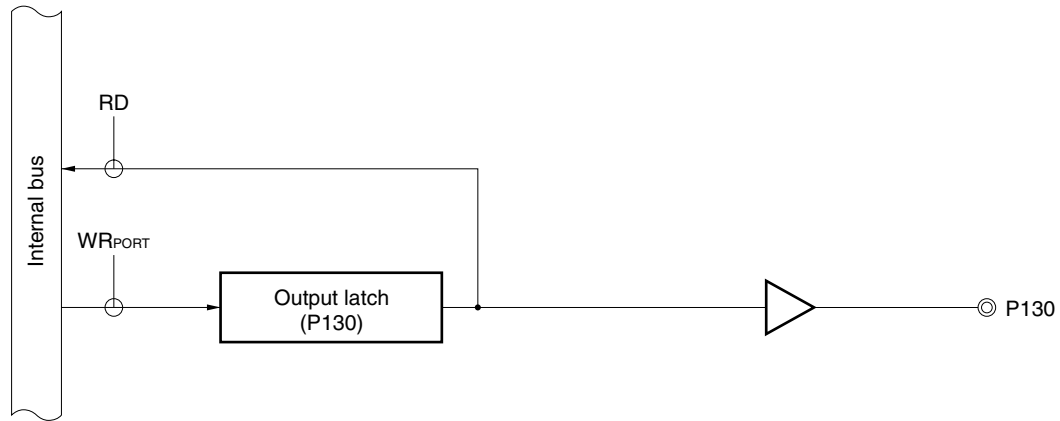 RD
Internal bus
WRPORT
Output latch
(P130)
P130